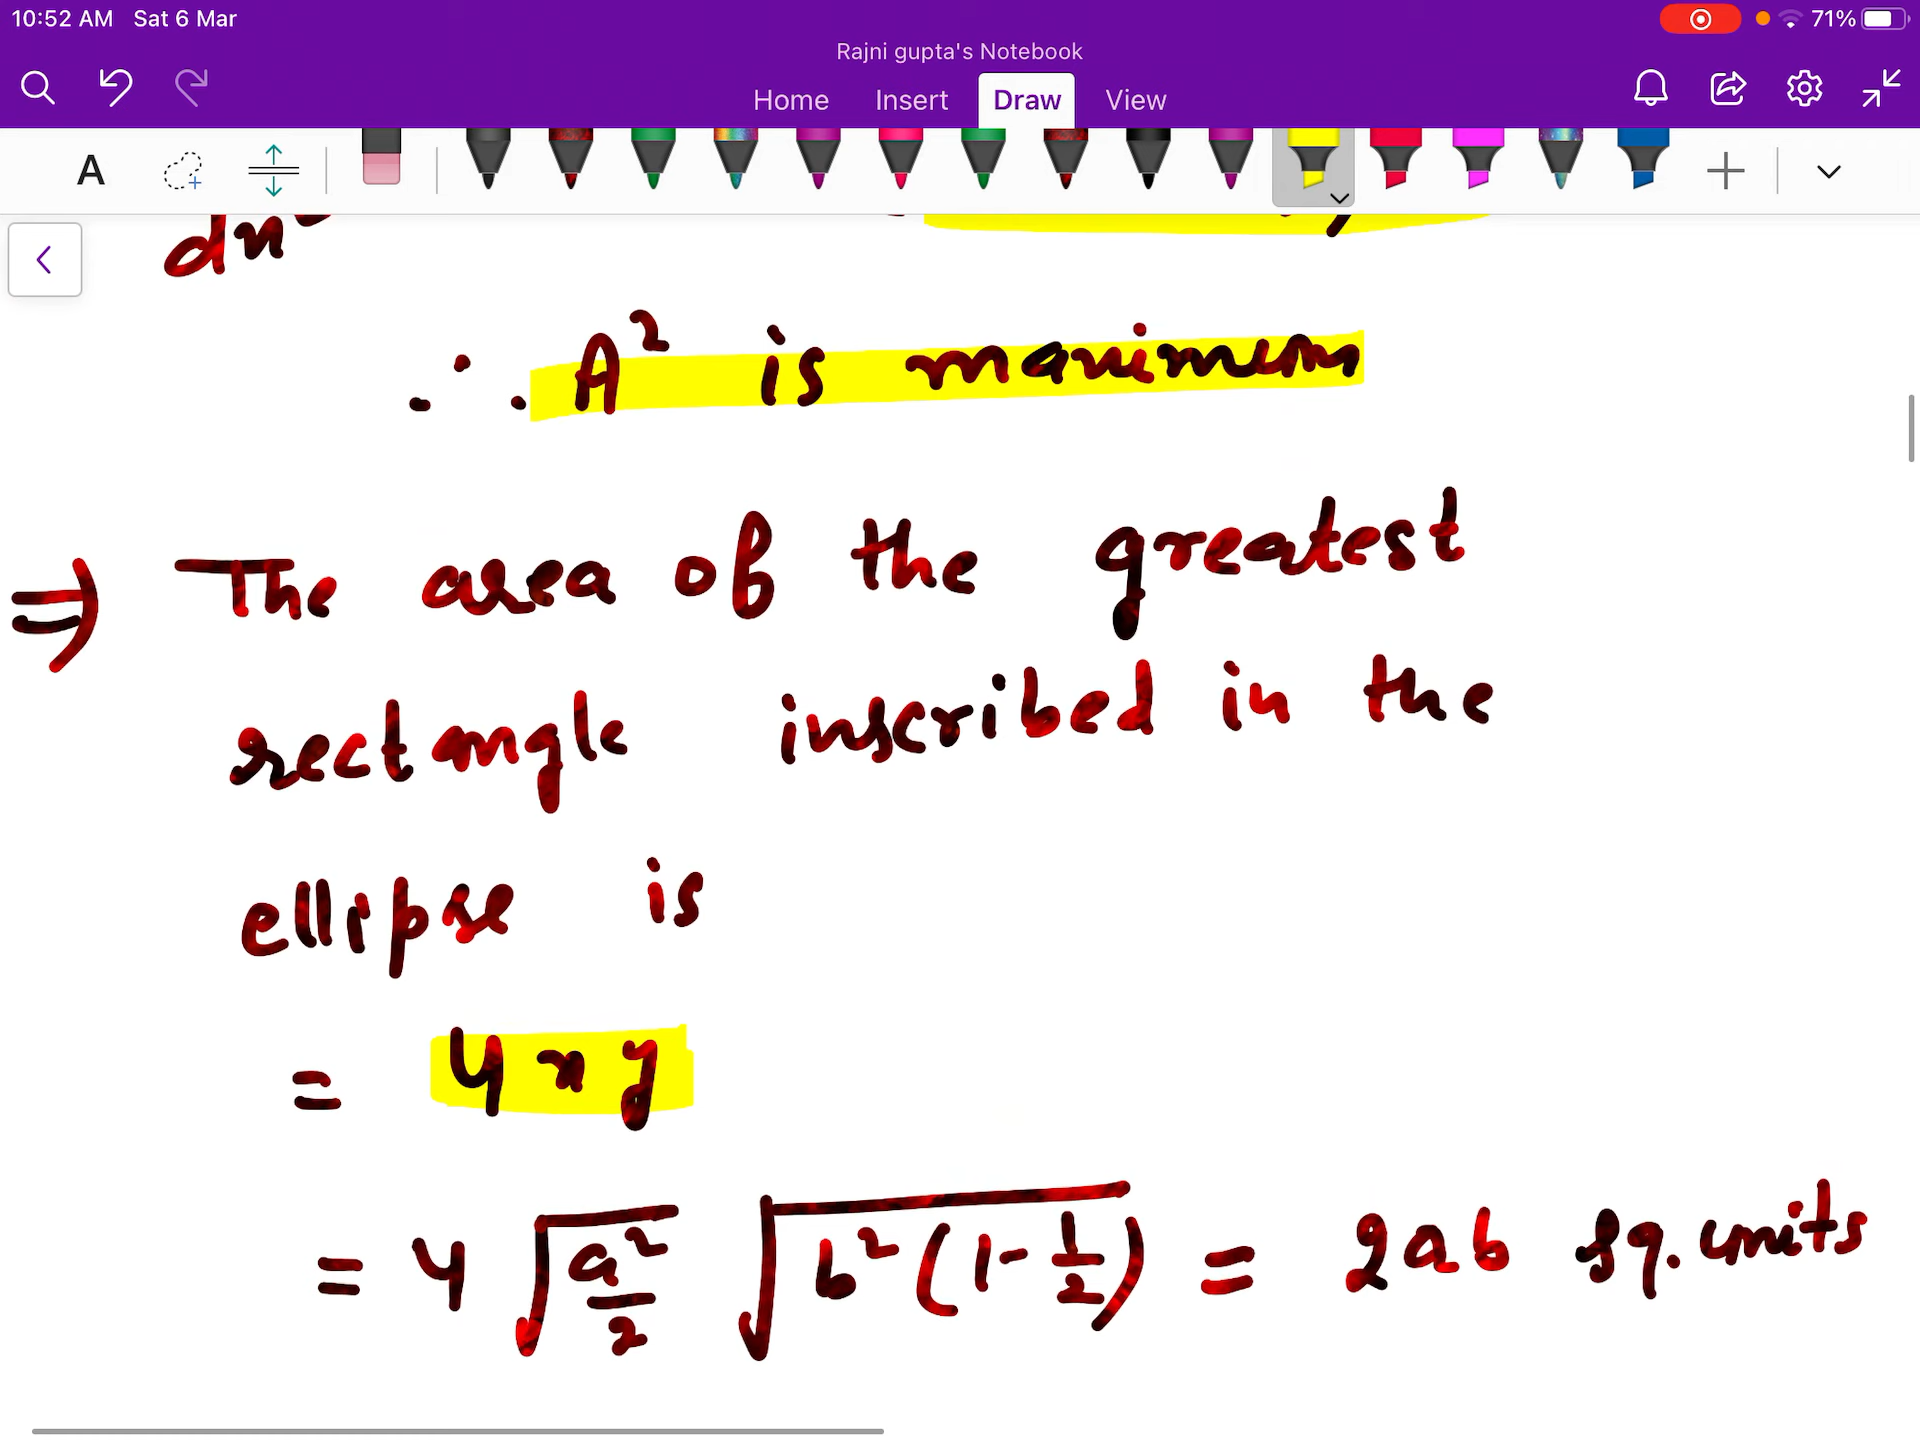 10:52 AM Sat 6 Mar
71%
Rajni gupta's Notebook
Home Insert Draw View
A
dx²
∴ A² is maximum
⇒ The area of the greatest
rectangle inscribed in the
ellipse is
= 4xy
= 4 √(a²/2) √(b²(1-1/2)) = 2ab sq. units